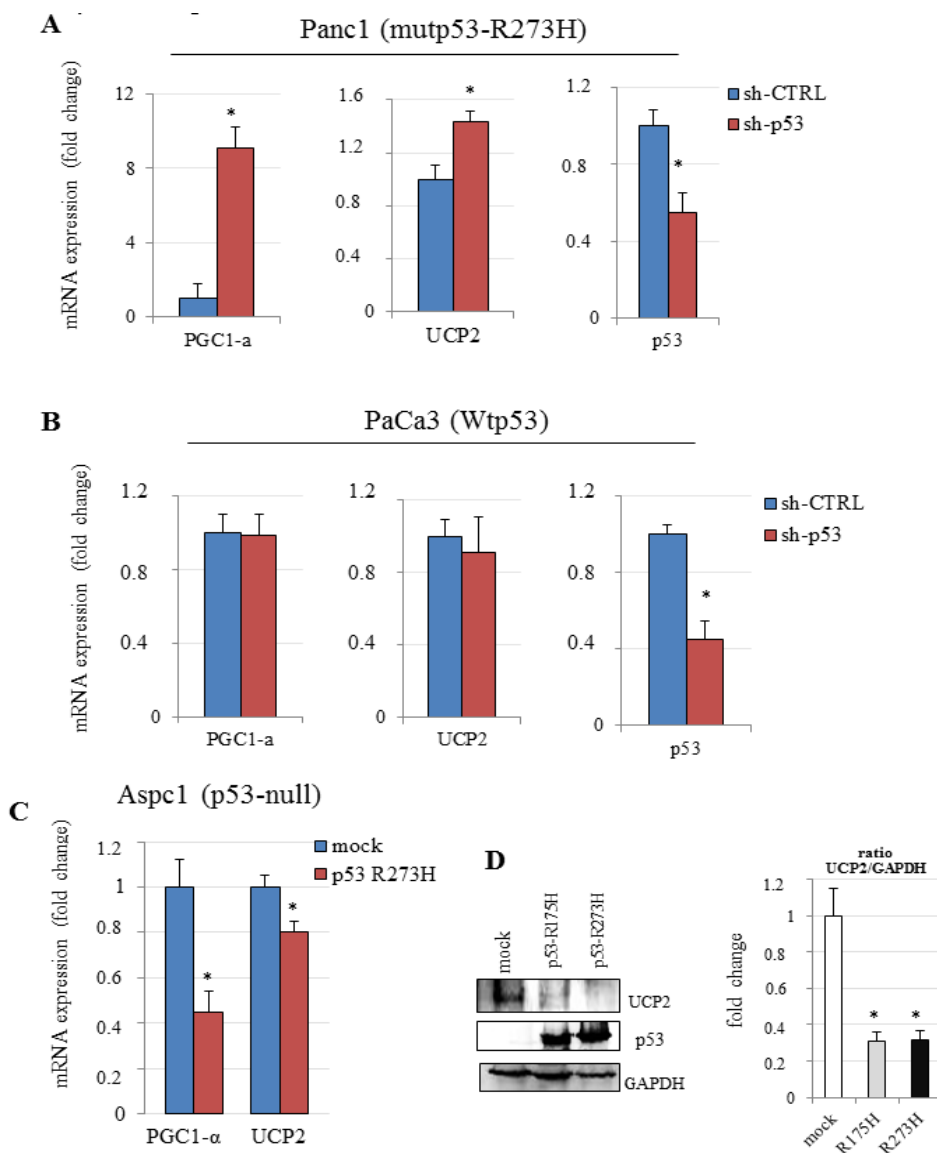 A
Panc1 (mutp53-R273H)
mRNA expression (fold change)
12
8
4
0
*
PGC1-a
1.6
1.2
0.8
0.4
0
*
UCP2
1.2
0.8
0.4
0
*
p53
sh-CTRL
sh-p53
B
PaCa3 (Wtp53)
mRNA expression (fold change)
1.2
0.8
0.4
0
PGC1-a
1.2
0.8
0.4
0
UCP2
1.2
0.8
0.4
0
*
p53
sh-CTRL
sh-p53
C
Aspc1 (p53-null)
mRNA expression (fold change)
1.2
1
0.8
0.6
0.4
0.2
0
*
*
PGC1-α UCP2
mock
p53 R273H
D
mock
p53-R175H
p53-R273H
UCP2
p53
GAPDH
ratio
UCP2/GAPDH
fold change
1.2
1
0.8
0.6
0.4
0.2
0
* *
mock
R175H
R273H